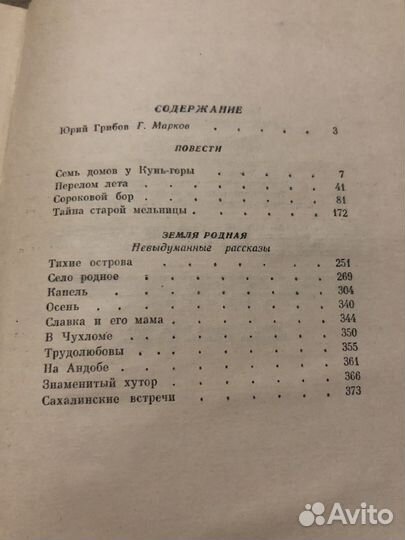 СОДЕРЖАНИЕ
Юрий Грибов Г. Марков . . . . . 3
ПОВЕСТИ
Семь домов у Кунь-горы . . . . . 7
Перелом лета . . . . . . . 41
Сороковой бор . . . . . . . 81
Тайна старой мельницы . . . . . 172
ЗЕМЛЯ РОДНАЯ
Невыдуманные рассказы
Тихие острова . . . . . . . 251
Село родное . . . . . . . 269
Капель . . . . . . . . 304
Осень . . . . . . . . 340
Славка и его мама . . . . . . 344
В Чухломе . . . . . . . 350
Трудолюбовы . . . . . . . 355
На Андобе . . . . . . . 361
Знаменитый хутор . . . . . . 366
Сахалинские встречи . . . . . 373
Avito